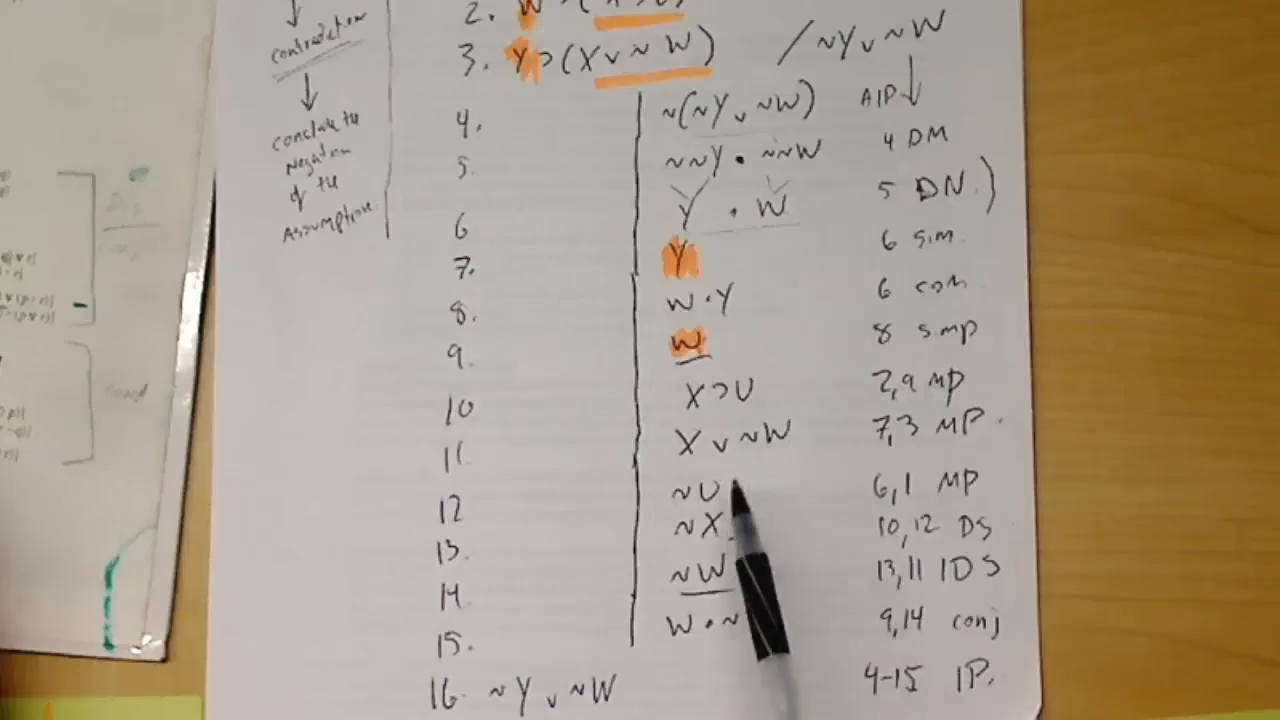 contradiction
conclude the
negation
of the
Assumption.
2. W
3. Y ⊃ (X v ~ W) / ~Y v ~W
4. ~(~Y v ~W) AIP
5. ~~Y • ~~W 4 DM
6 Y • W 5 DN.)
7. Y 6 sim.
8. W • Y 6 com.
9. W 8 simp
10 X ⊃ U 2,9 MP
11. X v ~W 7,3 MP.
12 ~U 6,1 MP
13. ~X 10,12 DS
14. ~W 13,11 DS
15. W • ~ 9,14 conj
16. ~Y v ~W 4-15 IP.